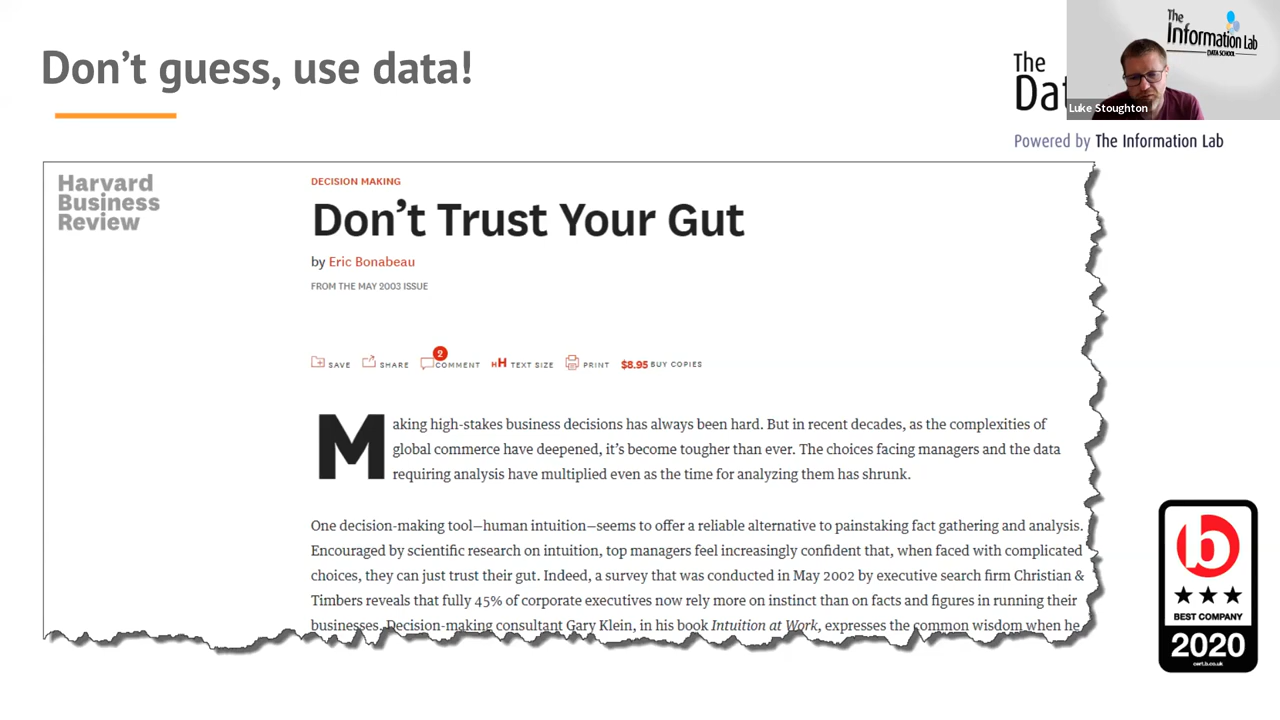 Don't guess, use data!
The
Information Lab
DATA SCHOOL
Luke Stoughton
The
Dat
Powered by The Information Lab
Harvard
Business
Review
DECISION MAKING
Don't Trust Your Gut
by Eric Bonabeau
FROM THE MAY 2003 ISSUE
SAVE SHARE 2 COMMENT HH TEXT SIZE PRINT $8.95 BUY COPIES
Making high-stakes business decisions has always been hard. But in recent decades, as the complexities of
global commerce have deepened, it's become tougher than ever. The choices facing managers and the data
requiring analysis have multiplied even as the time for analyzing them has shrunk.
One decision-making tool—human intuition—seems to offer a reliable alternative to painstaking fact gathering and analysis.
Encouraged by scientific research on intuition, top managers feel increasingly confident that, when faced with complicated
choices, they can just trust their gut. Indeed, a survey that was conducted in May 2002 by executive search firm Christian &
Timbers reveals that fully 45% of corporate executives now rely more on instinct than on facts and figures in running their
businesses. Decision-making consultant Gary Klein, in his book Intuition at Work, expresses the common wisdom when he
b
BEST COMPANY
2020
cert.b.co.uk